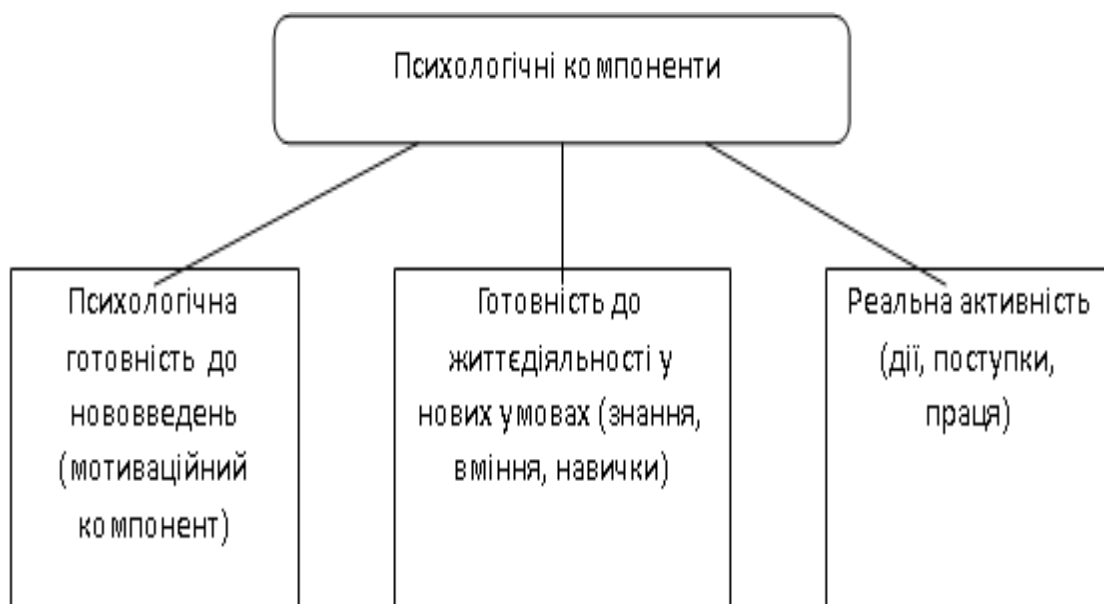 Психологічні компоненти
Психологічна
готовність до
нововведень
(мотиваційний
компонент)
Готовність до
життєдіяльності у
нових умовах (знання,
вміння, навички)
Реальна активність
(дії, поступки,
праця)